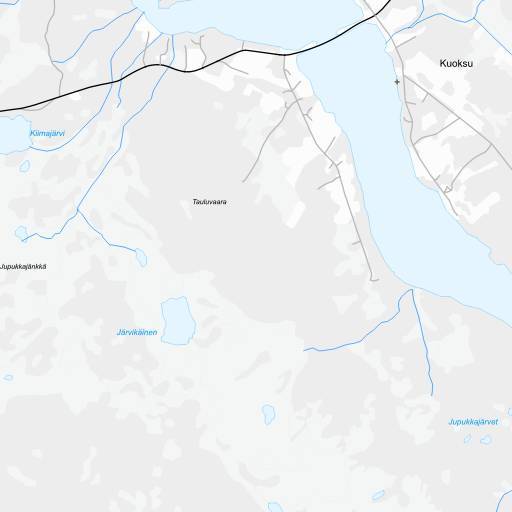 Kuoksu
Kiimajärvi
Tauluvaara
Jupukkajänkkä
Järvikäinen
Jupukkajärvet